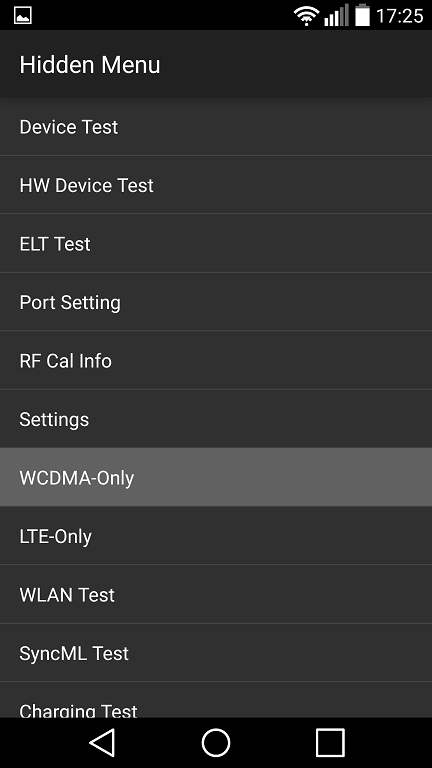 17:25
Hidden Menu
Device Test
HW Device Test
ELT Test
Port Setting
RF Cal Info
Settings
WCDMA-Only
LTE-Only
WLAN Test
SyncML Test
Charging Test